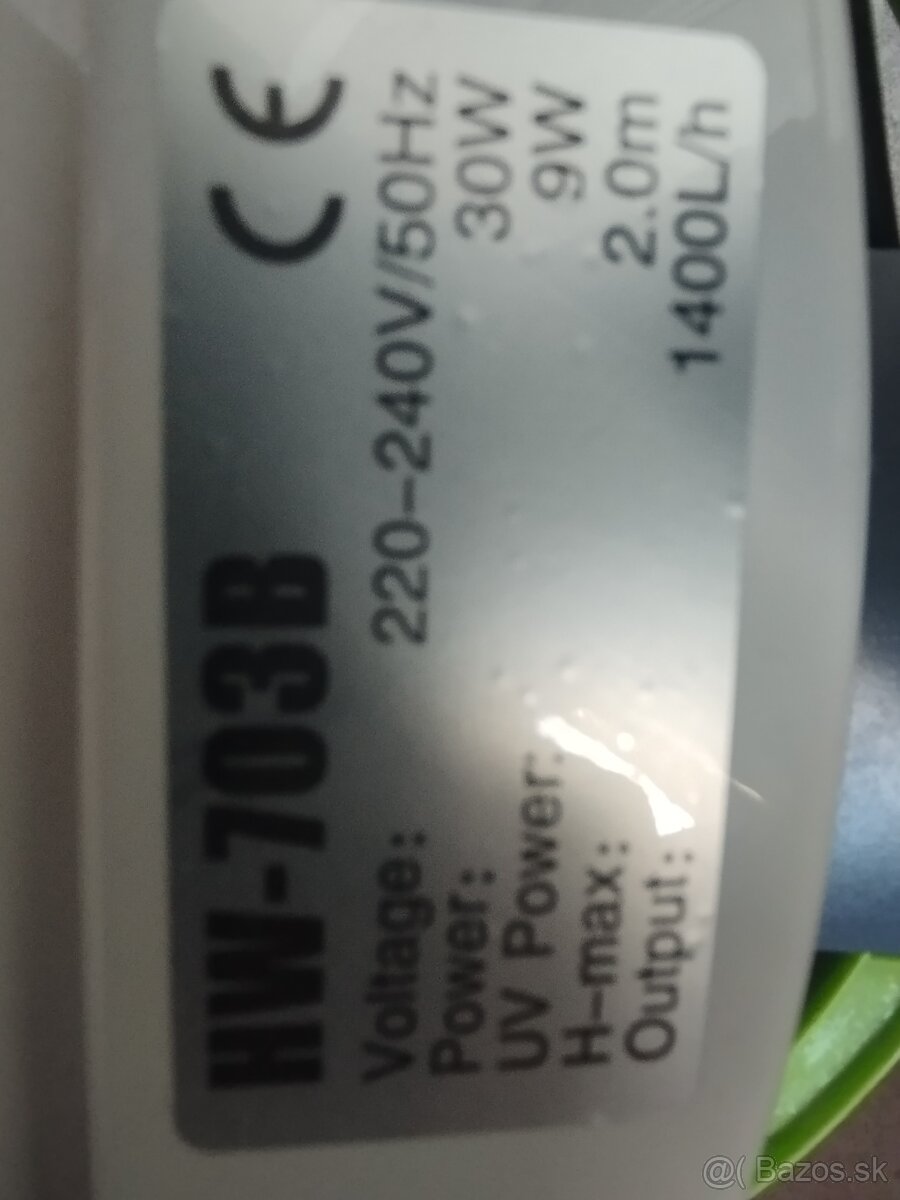 HW-703B CE
Voltage: 220-240V/50Hz
Power: 30W
UV Power: 9W
H-max: 2.0m
Output: 1400L/h
@( Bazos.sk